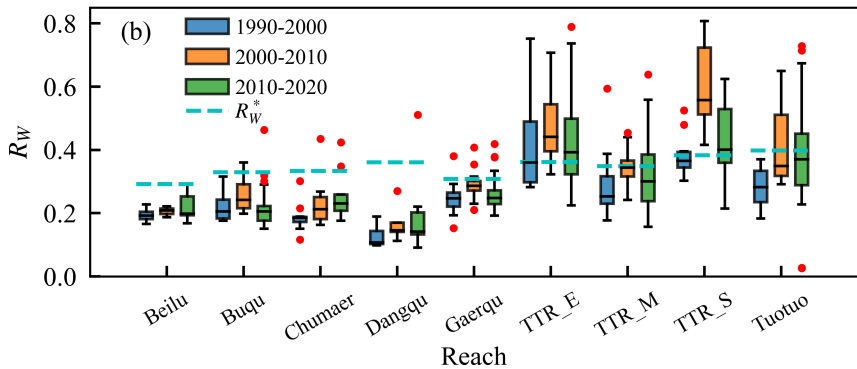 (b)
1990-2000
2000-2010
2010-2020
R*W
RW
0.8
0.6
0.4
0.2
0.0
Beilu
Buqu
Chumaer
Dangqu
Gaerqu
TTR_E
TTR_M
TTR_S
Tuotuo
Reach